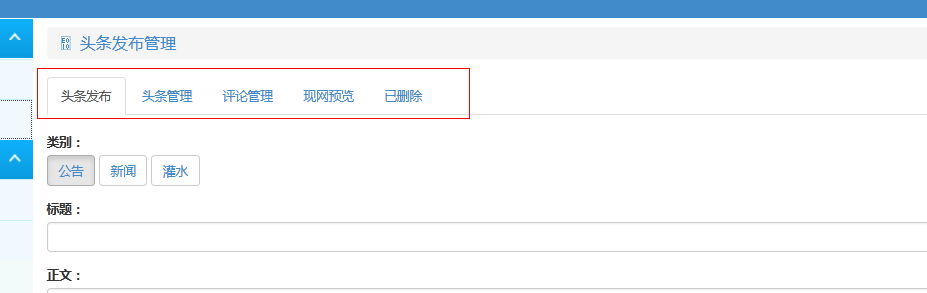 头条发布管理
头条发布 头条管理 评论管理 现网预览 已删除
类别：
公告 新闻 灌水
标题：
正文：